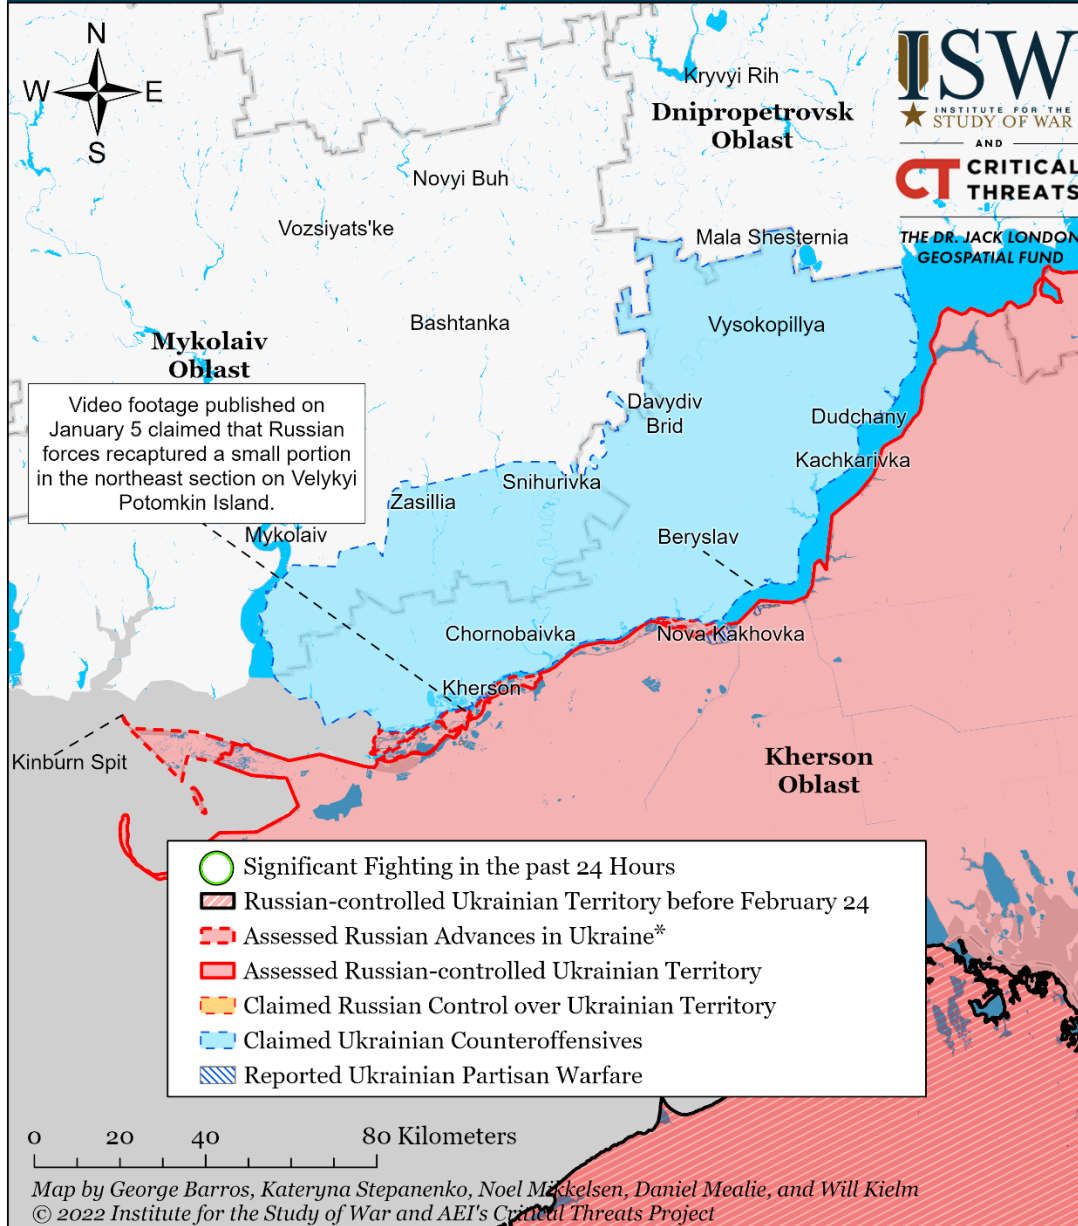 N
W
E
S
Kryvyi Rih
Dnipropetrovsk
Oblast
ISW
INSTITUTE FOR THE
STUDY OF WAR
AND
CT CRITICAL
THREATS
THE DR. JACK LONDON
GEOSPATIAL FUND
Novyi Buh
Vozsiyats'ke
Mala Shesternia
Bashtanka
Vysokopillya
Mykolaiv
Oblast
Video footage published on
January 5 claimed that Russian
forces recaptured a small portion
in the northeast section on Velykyi
Potomkin Island.
Davydiv
Brid
Dudchany
Kachkarivka
Snihurivka
Zasillia
Mykolaiv
Beryslav
Chornobaivka
Nova Kakhovka
Kherson
Kinburn Spit
Kherson
Oblast
Significant Fighting in the past 24 Hours
Russian-controlled Ukrainian Territory before February 24
Assessed Russian Advances in Ukraine*
Assessed Russian-controlled Ukrainian Territory
Claimed Russian Control over Ukrainian Territory
Claimed Ukrainian Counteroffensives
Reported Ukrainian Partisan Warfare
0 20 40 80 Kilometers
Map by George Barros, Kateryna Stepanenko, Noel Mikkelsen, Daniel Mealie, and Will Kielm
© 2022 Institute for the Study of War and AEI's Critical Threats Project